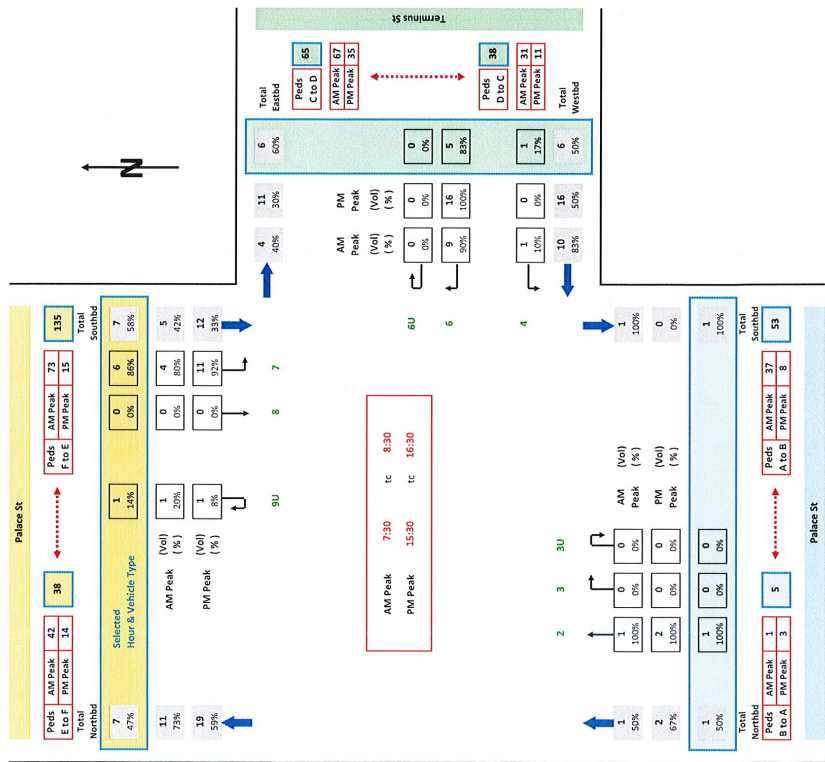 Palace St
Peds
E to F
AM Peak 42
PM Peak 14
38
Peds
F to E
AM Peak 73
PM Peak 15
135
Total
Northbd
Total
Southbd
7
47%
Selected
Hour & Vehicle Type
1
14%
0
0%
6
86%
7
58%
11
73%
AM Peak
(Vol)
( % )
1
20%
0
0%
4
80%
5
42%
19
59%
PM Peak
(Vol)
( % )
1
8%
0
0%
11
92%
12
33%
9U
8
7
N
Terminus St
Peds
C to D
65
AM Peak 67
PM Peak 35
Peds
D to C
38
AM Peak 31
PM Peak 11
Total
Eastbd
6
60%
0
0%
5
83%
1
17%
6
50%
Total
Westbd
11
30%
PM
Peak
(Vol)
( % )
0
0%
16
100%
0
0%
16
50%
4
40%
AM
Peak
(Vol)
( % )
0
0%
9
90%
1
10%
10
83%
6U
6
4
AM Peak 7:30 tc 8:30
PM Peak 15:30 tc 16:30
2
3
3U
1
50%
1
100%
0
0%
0
0%
AM
Peak
(Vol)
( % )
1
100%
2
67%
2
100%
0
0%
0
0%
PM
Peak
(Vol)
( % )
0
0%
1
50%
1
100%
0
0%
0
0%
1
100%
Total
Northbd
Total
Southbd
Peds
B to A
AM Peak 1
PM Peak 3
5
Peds
A to B
AM Peak 37
PM Peak 8
53
Palace St